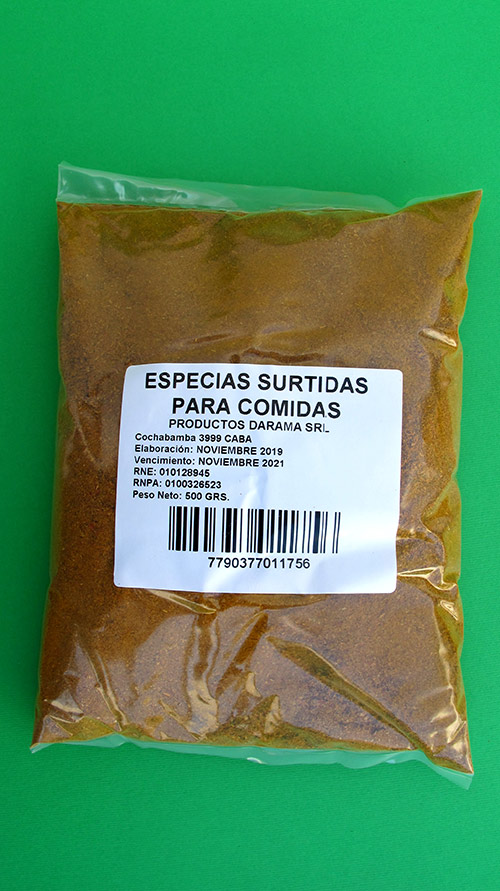 ESPECIAS SURTIDAS
PARA COMIDAS
PRODUCTOS DARAMA SRL
Cochabamba 3999 CABA
Elaboración: NOVIEMBRE 2019
Vencimiento: NOVIEMBRE 2021
RNE: 010128945
RNPA: 0100326523
Peso Neto: 500 GRS.
7790377011756